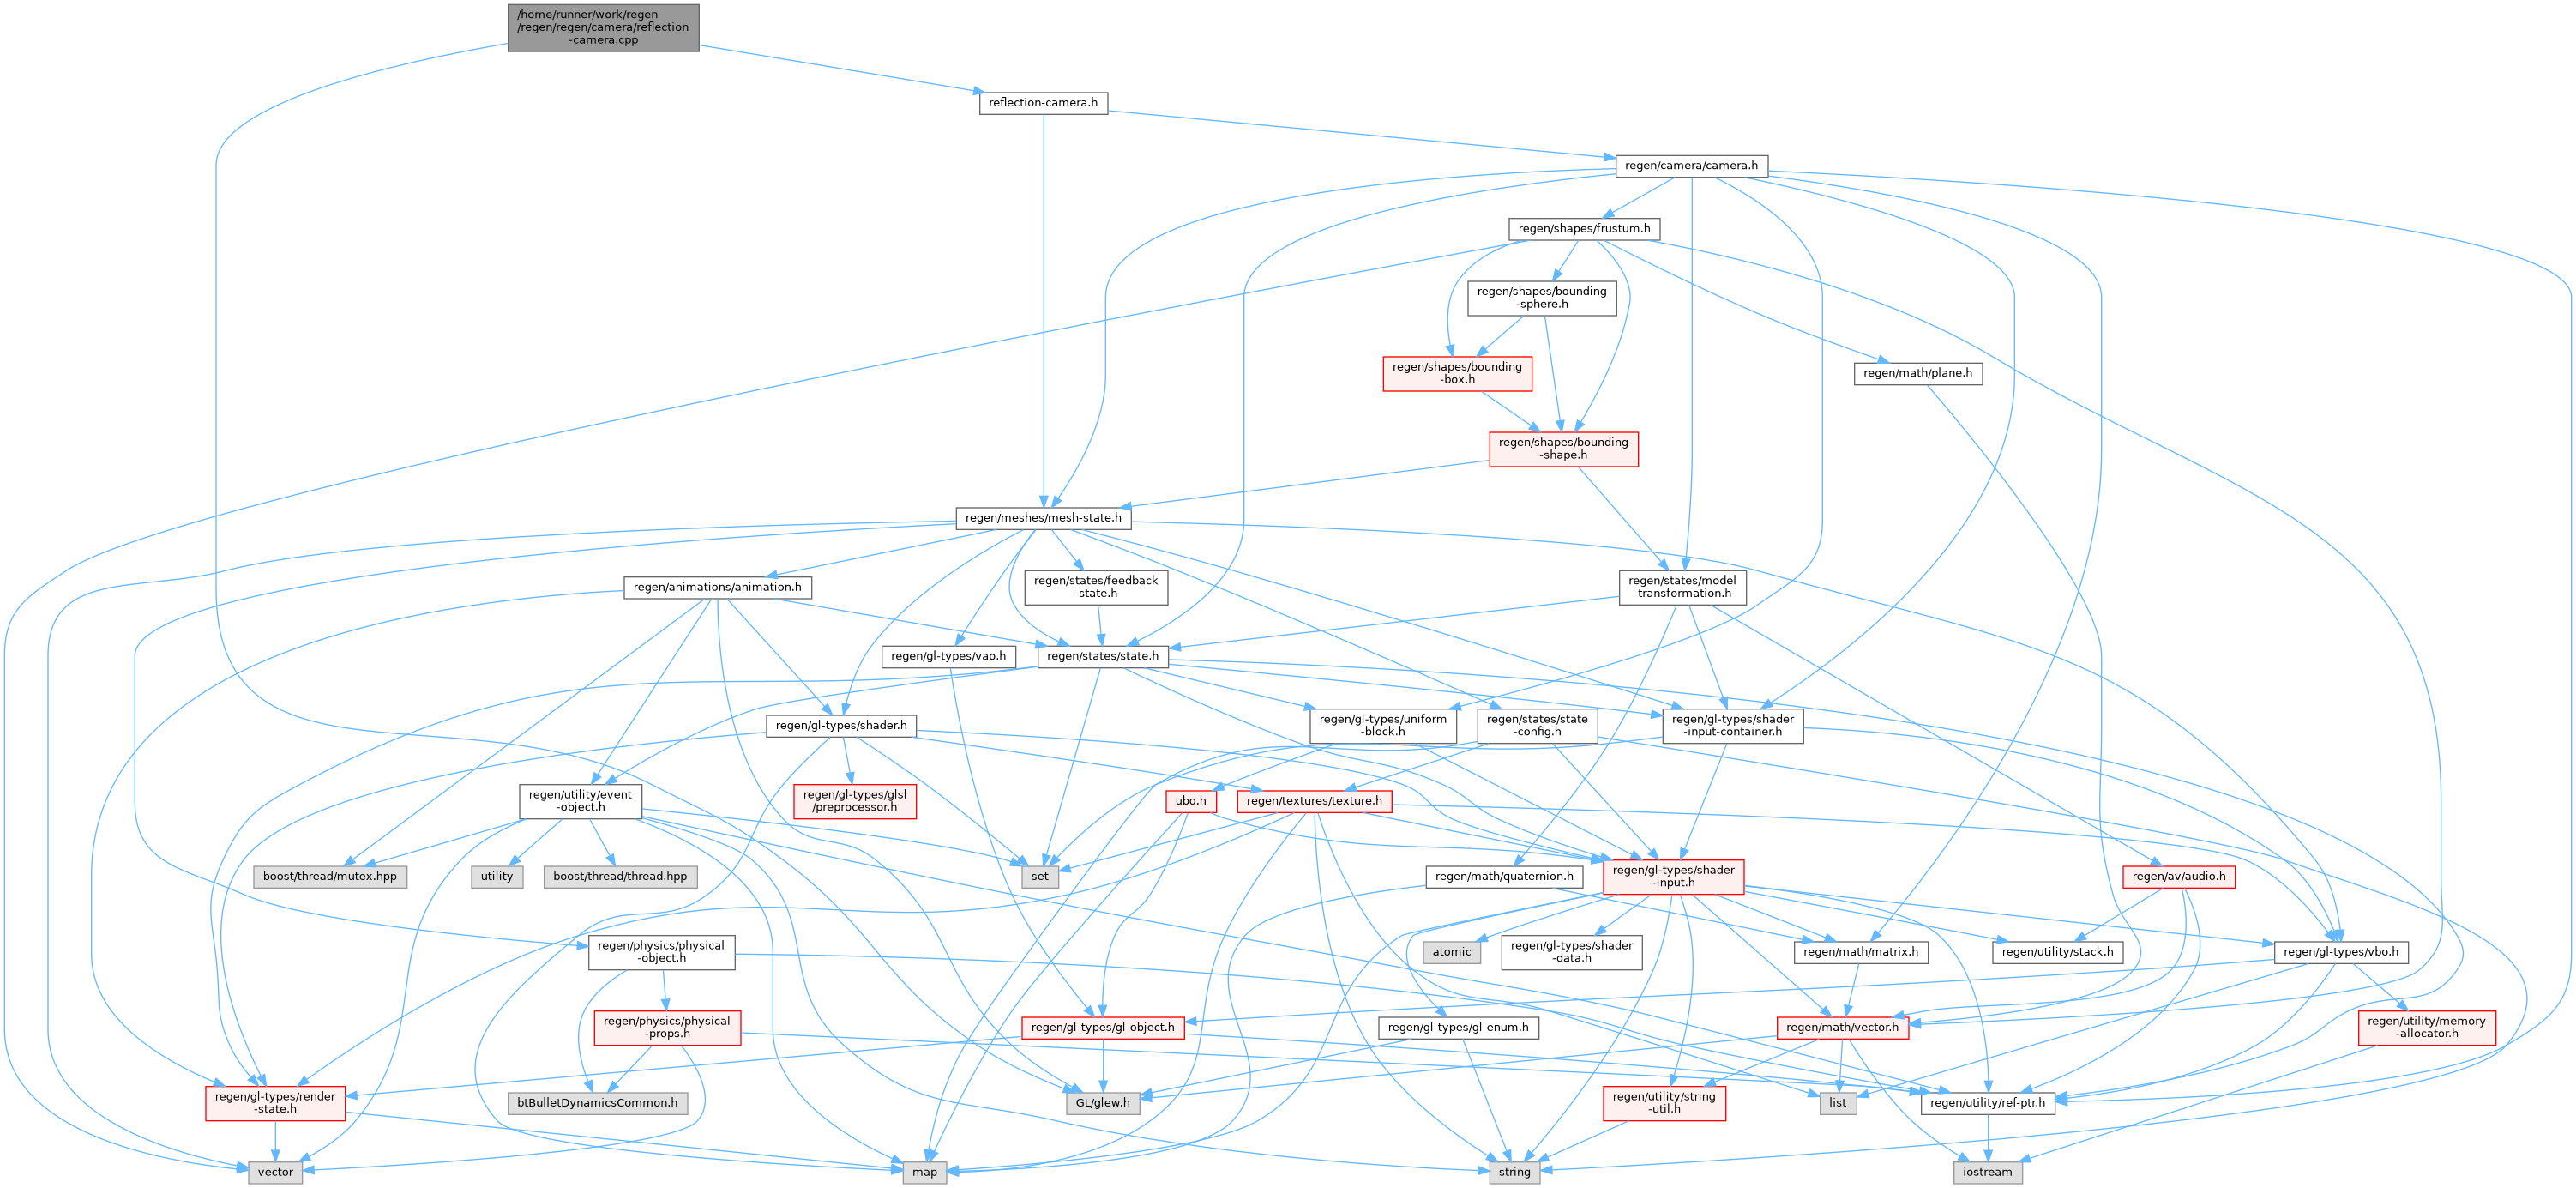 /home/runner/work/regen
/regen/regen/camera/reflection
-camera.cpp
reflection-camera.h
regen/camera/camera.h
regen/shapes/frustum.h
regen/shapes/bounding
-sphere.h
regen/shapes/bounding
-box.h
regen/math/plane.h
regen/shapes/bounding
-shape.h
regen/meshes/mesh-state.h
regen/animations/animation.h
regen/states/feedback
-state.h
regen/states/model
-transformation.h
regen/gl-types/vao.h
regen/states/state.h
regen/gl-types/shader.h
regen/gl-types/uniform
-block.h
regen/states/state
-config.h
regen/gl-types/shader
-input-container.h
regen/utility/event
-object.h
regen/gl-types/glsl
/preprocessor.h
ubo.h
regen/textures/texture.h
boost/thread/mutex.hpp
utility
boost/thread/thread.hpp
set
regen/math/quaternion.h
regen/gl-types/shader
-input.h
regen/av/audio.h
regen/physics/physical
-object.h
atomic
regen/gl-types/shader
-data.h
regen/math/matrix.h
regen/utility/stack.h
regen/gl-types/vbo.h
regen/physics/physical
-props.h
regen/gl-types/gl-object.h
regen/gl-types/gl-enum.h
regen/math/vector.h
regen/utility/memory
-allocator.h
regen/gl-types/render
-state.h
btBulletDynamicsCommon.h
GL/glew.h
regen/utility/string
-util.h
list
regen/utility/ref-ptr.h
vector
map
string
iostream